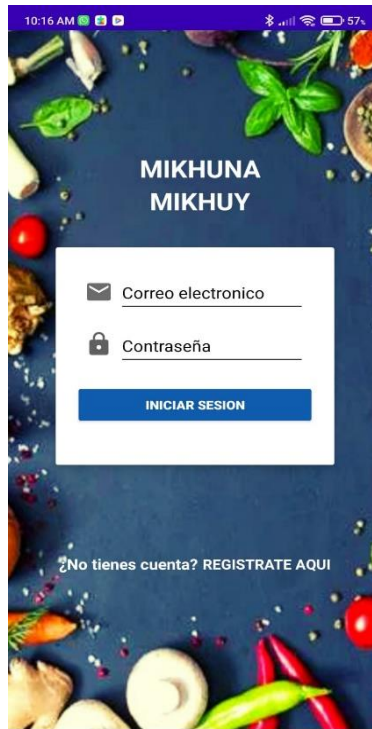 10:16 AM 57%
MIKHUNA
MIKHUY
Correo electronico
Contraseña
INICIAR SESION
¿No tienes cuenta? REGISTRATE AQUI